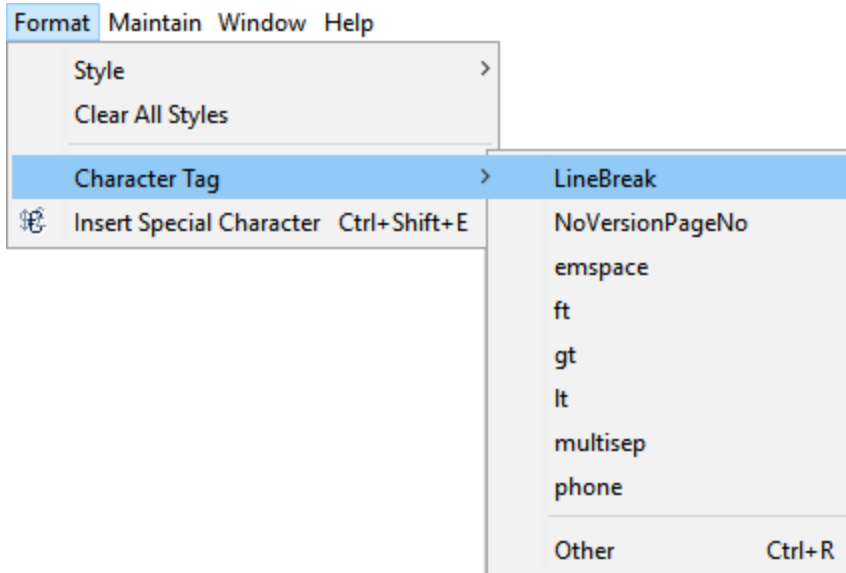 Format Maintain Window Help
Style >
Clear All Styles
Character Tag >
Insert Special Character Ctrl+Shift+E
LineBreak
NoVersionPageNo
emspace
ft
gt
lt
multisep
phone
Other Ctrl+R